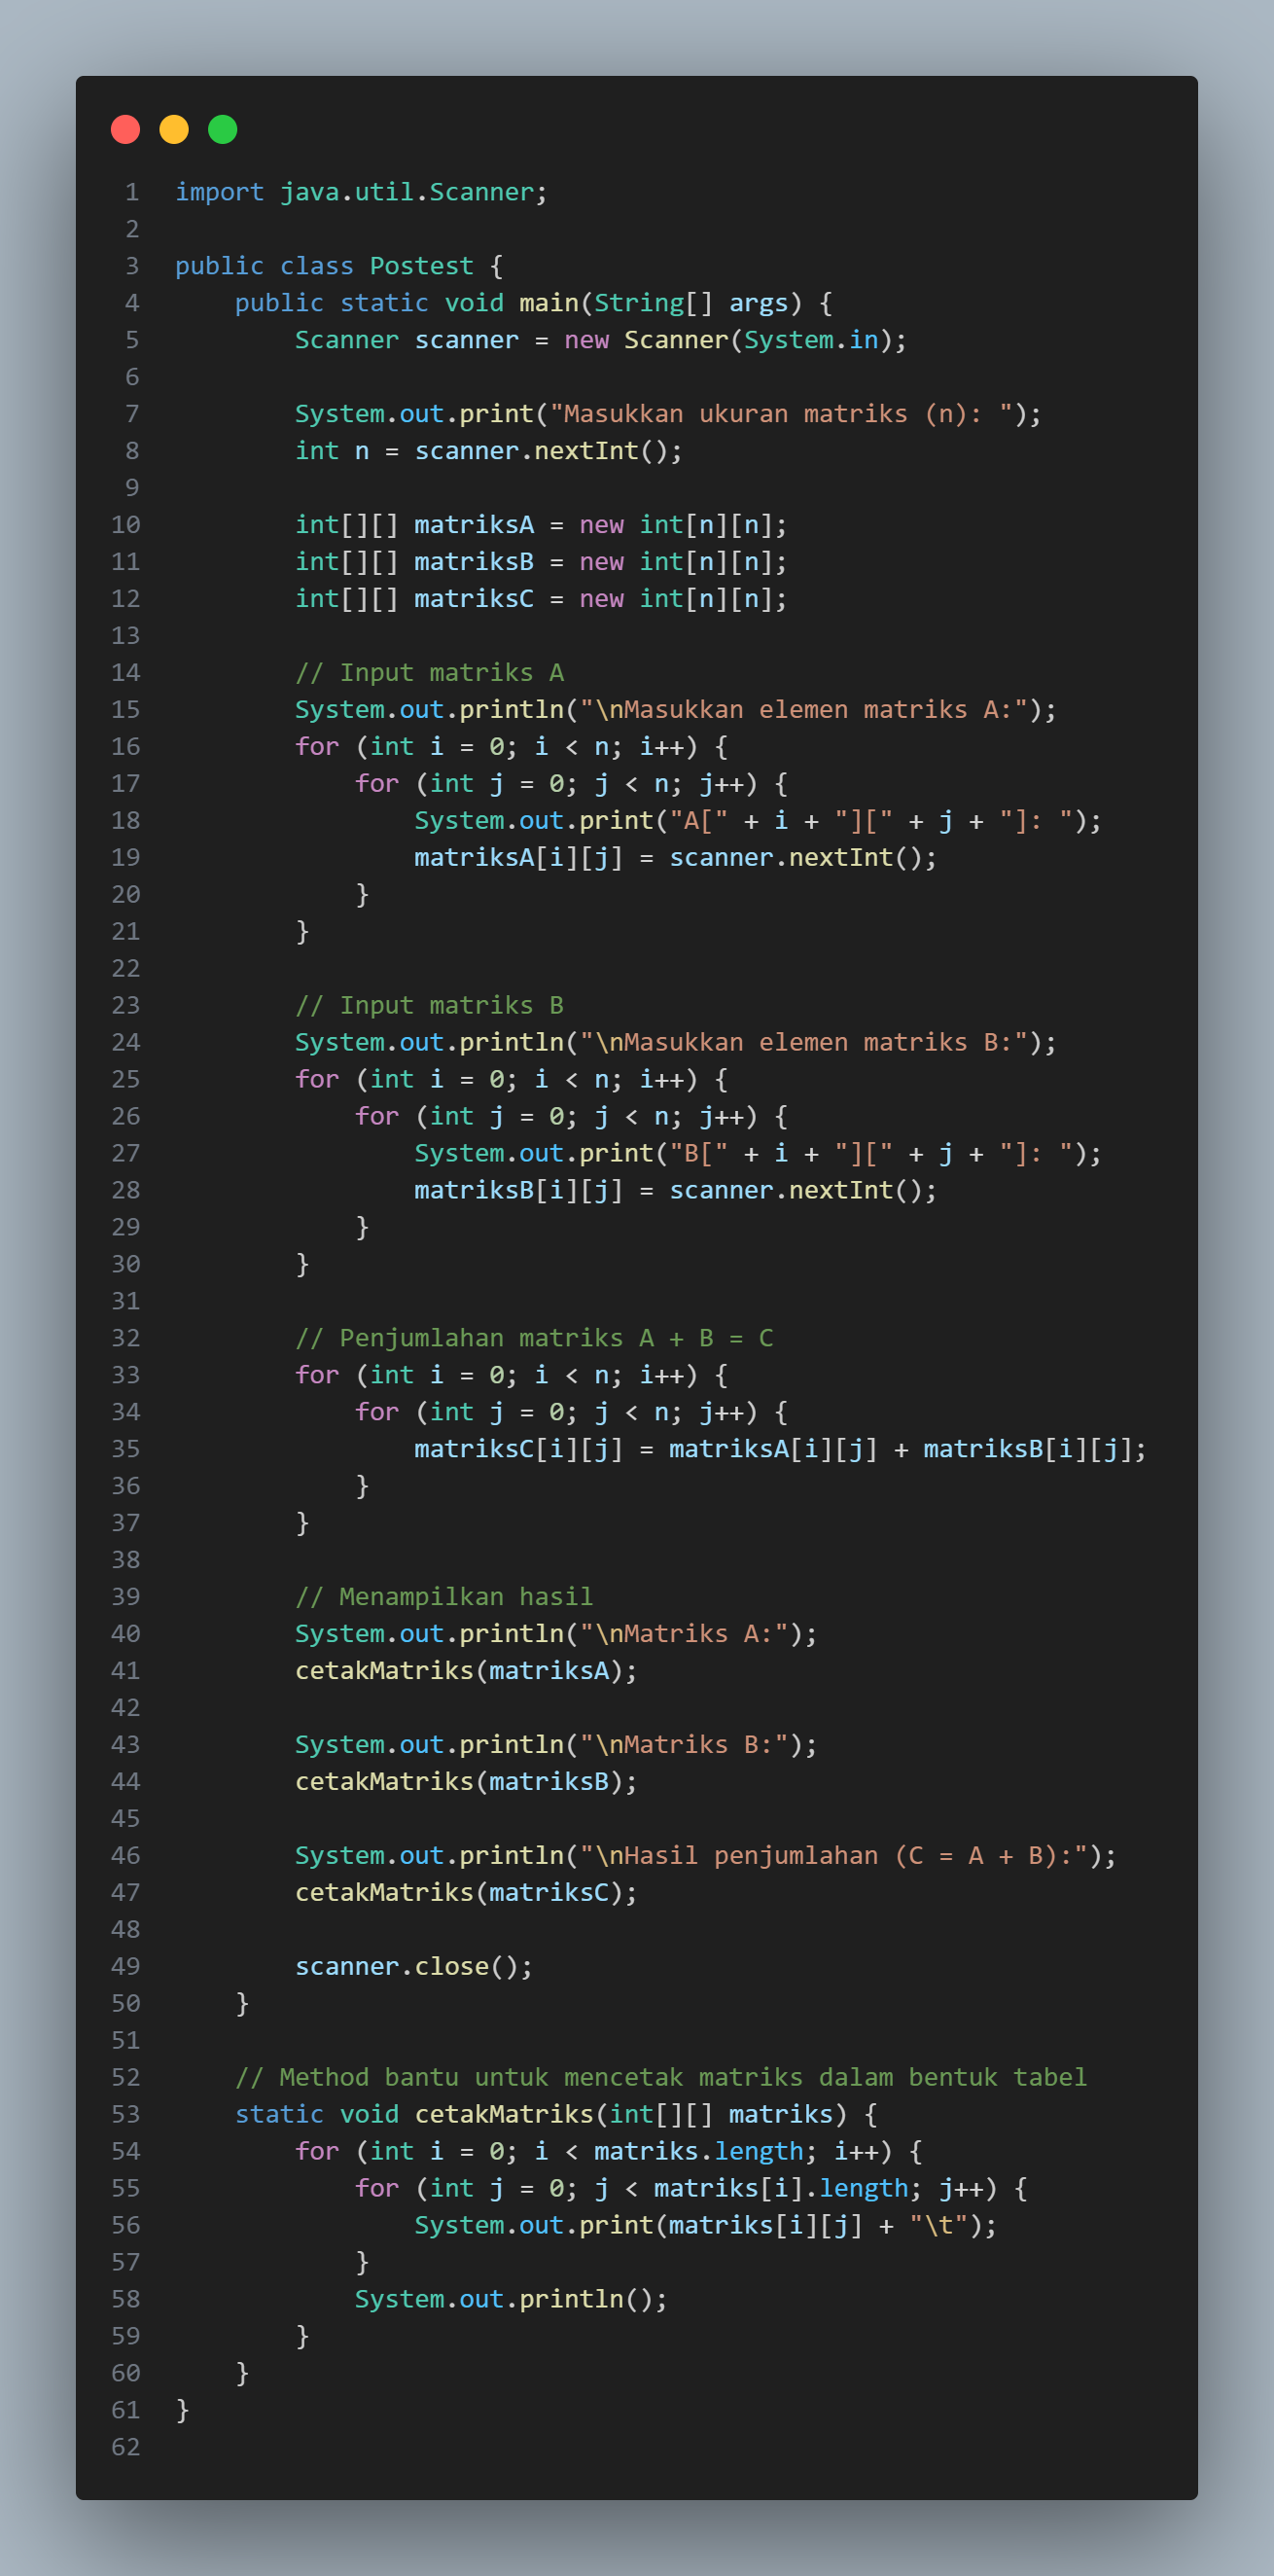 1 import java.util.Scanner;
2
3 public class Postest {
4     public static void main(String[] args) {
5         Scanner scanner = new Scanner(System.in);
6
7         System.out.print("Masukkan ukuran matriks (n): ");
8         int n = scanner.nextInt();
9
10         int[][] matriksA = new int[n][n];
11         int[][] matriksB = new int[n][n];
12         int[][] matriksC = new int[n][n];
13
14         // Input matriks A
15         System.out.println("\nMasukkan elemen matriks A:");
16         for (int i = 0; i < n; i++) {
17             for (int j = 0; j < n; j++) {
18                 System.out.print("A[" + i + "][" + j + "]: ");
19                 matriksA[i][j] = scanner.nextInt();
20             }
21         }
22
23         // Input matriks B
24         System.out.println("\nMasukkan elemen matriks B:");
25         for (int i = 0; i < n; i++) {
26             for (int j = 0; j < n; j++) {
27                 System.out.print("B[" + i + "][" + j + "]: ");
28                 matriksB[i][j] = scanner.nextInt();
29             }
30         }
31
32         // Penjumlahan matriks A + B = C
33         for (int i = 0; i < n; i++) {
34             for (int j = 0; j < n; j++) {
35                 matriksC[i][j] = matriksA[i][j] + matriksB[i][j];
36             }
37         }
38
39         // Menampilkan hasil
40         System.out.println("\nMatriks A:");
41         cetakMatriks(matriksA);
42
43         System.out.println("\nMatriks B:");
44         cetakMatriks(matriksB);
45
46         System.out.println("\nHasil penjumlahan (C = A + B):");
47         cetakMatriks(matriksC);
48
49         scanner.close();
50     }
51
52     // Method bantu untuk mencetak matriks dalam bentuk tabel
53     static void cetakMatriks(int[][] matriks) {
54         for (int i = 0; i < matriks.length; i++) {
55             for (int j = 0; j < matriks[i].length; j++) {
56                 System.out.print(matriks[i][j] + "\t");
57             }
58             System.out.println();
59         }
60     }
61 }
62